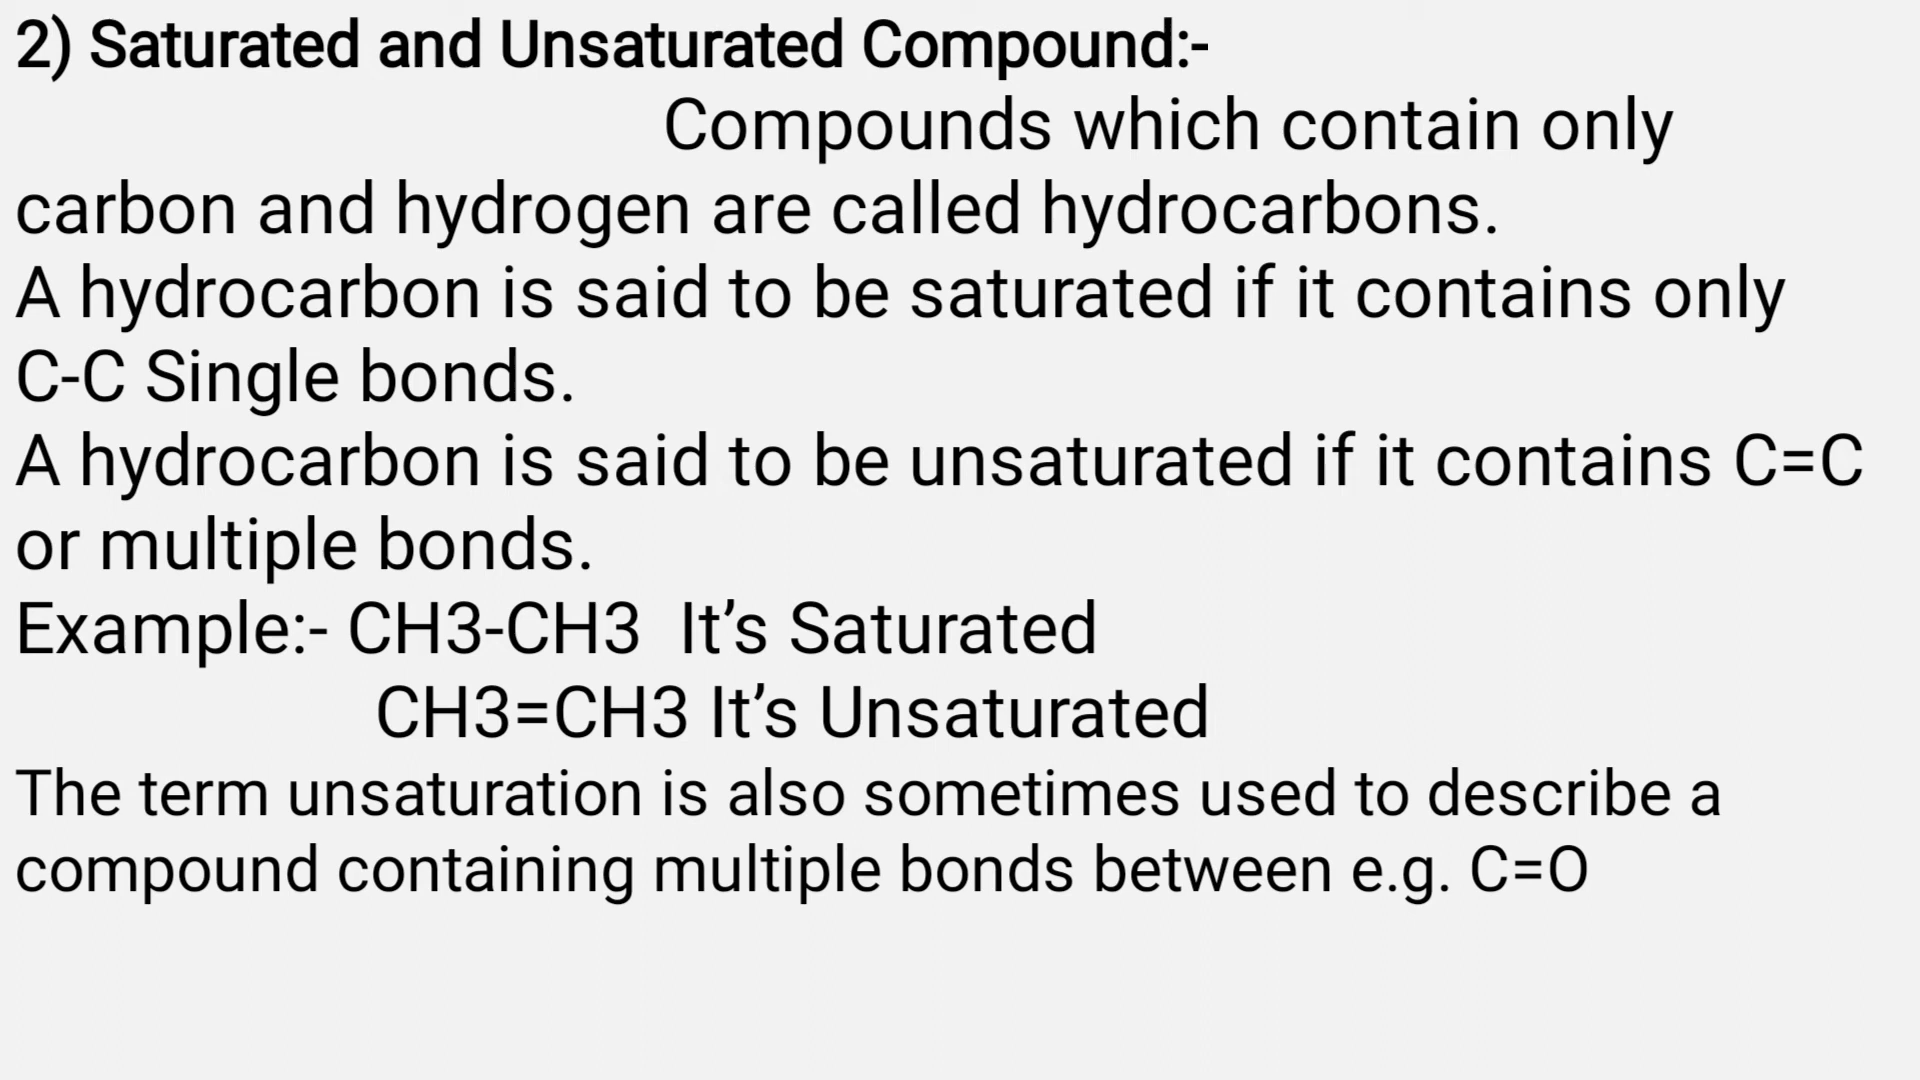 2) Saturated and Unsaturated Compound:-
Compounds which contain only
carbon and hydrogen are called hydrocarbons.
A hydrocarbon is said to be saturated if it contains only
C-C Single bonds.
A hydrocarbon is said to be unsaturated if it contains C=C
or multiple bonds.
Example:- CH3-CH3  It’s Saturated
CH3=CH3 It’s Unsaturated
The term unsaturation is also sometimes used to describe a
compound containing multiple bonds between e.g. C=O